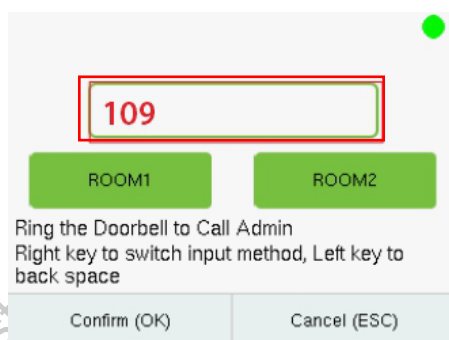 109
ROOM1 ROOM2
Ring the Doorbell to Call Admin
Right key to switch input method, Left key to
back space
Confirm (OK) Cancel (ESC)